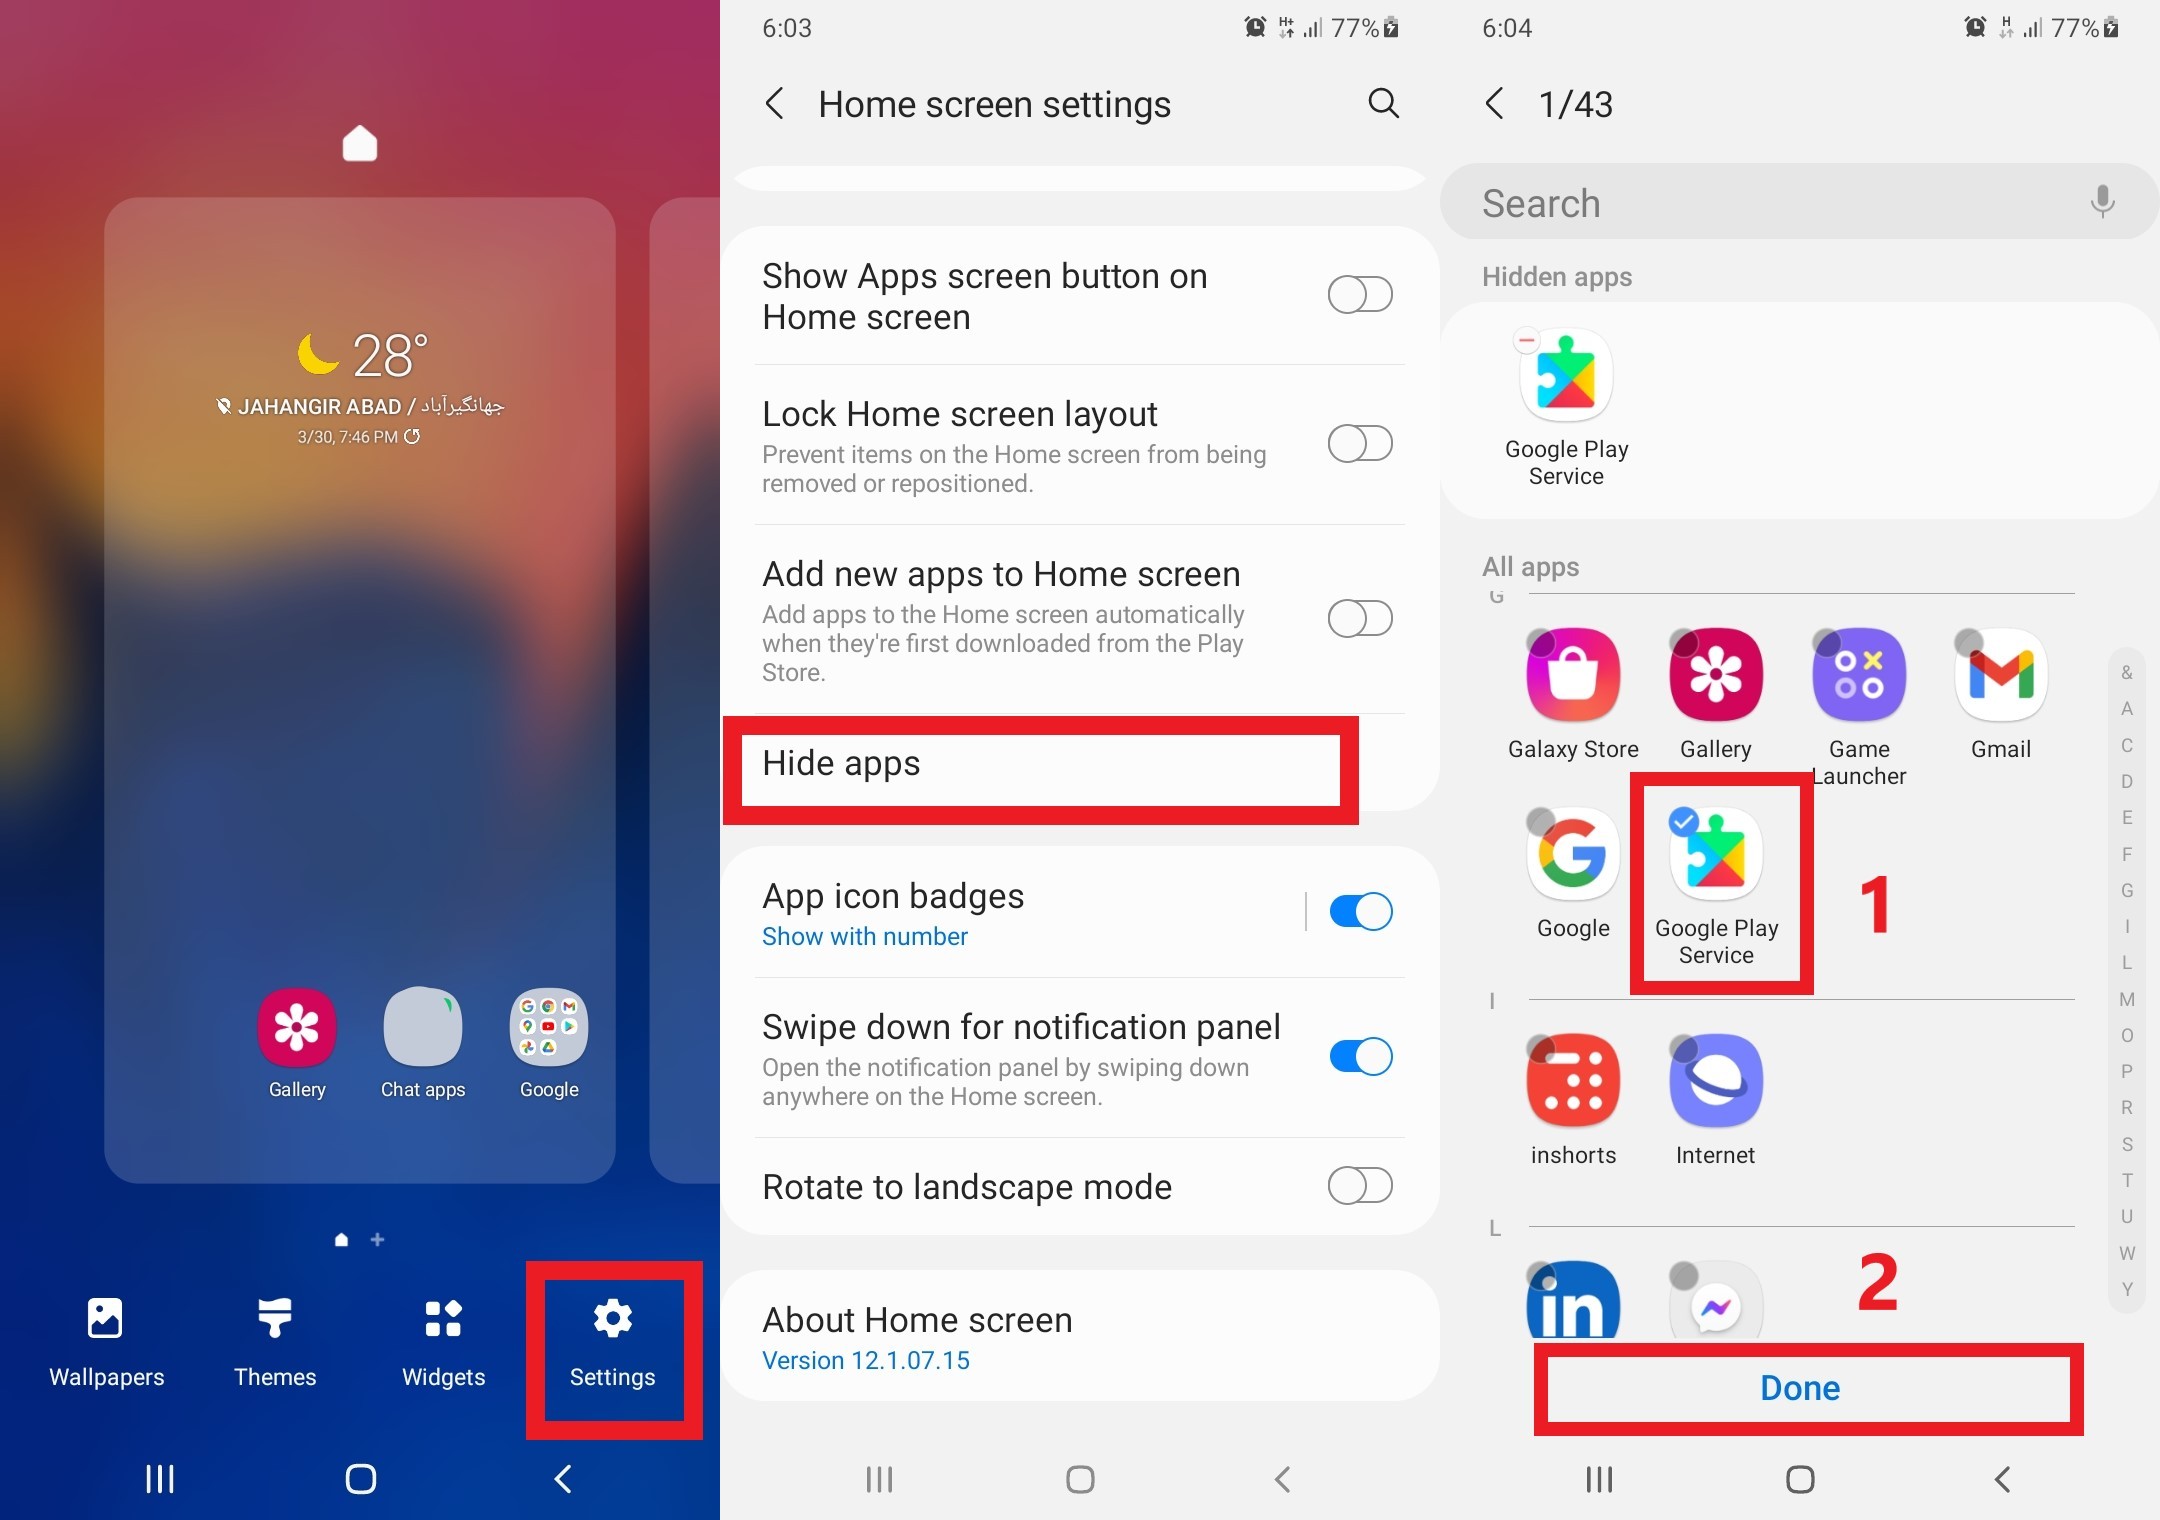 28°
JAHANGIR ABAD / جهانگیرآباد
3/30, 7:46 PM
Gallery
Chat apps
Google
Wallpapers
Themes
Widgets
Settings
6:03
H+
77%
Home screen settings
Show Apps screen button on
Home screen
Lock Home screen layout
Prevent items on the Home screen from being
removed or repositioned.
Add new apps to Home screen
Add apps to the Home screen automatically
when they're first downloaded from the Play
Store.
Hide apps
App icon badges
Show with number
Swipe down for notification panel
Open the notification panel by swiping down
anywhere on the Home screen.
Rotate to landscape mode
About Home screen
Version 12.1.07.15
6:04
H
77%
1/43
Search
Hidden apps
Google Play
Service
All apps
G
Galaxy Store
Gallery
Game
Launcher
Gmail
Google
Google Play
Service
1
I
inshorts
Internet
L
in
2
Done
&
A
C
D
E
F
G
I
L
M
O
P
R
S
T
U
W
Y